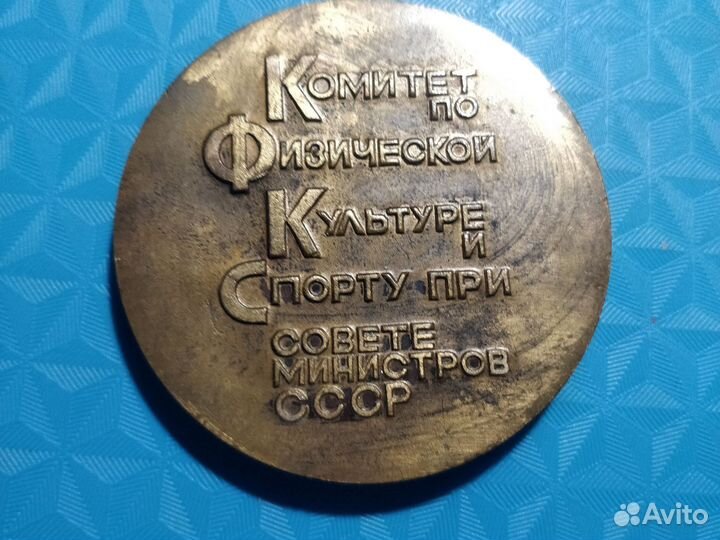 Комитет
по
Физической
Культуре
и
Спорту при
совете
министров
СССР
Avito